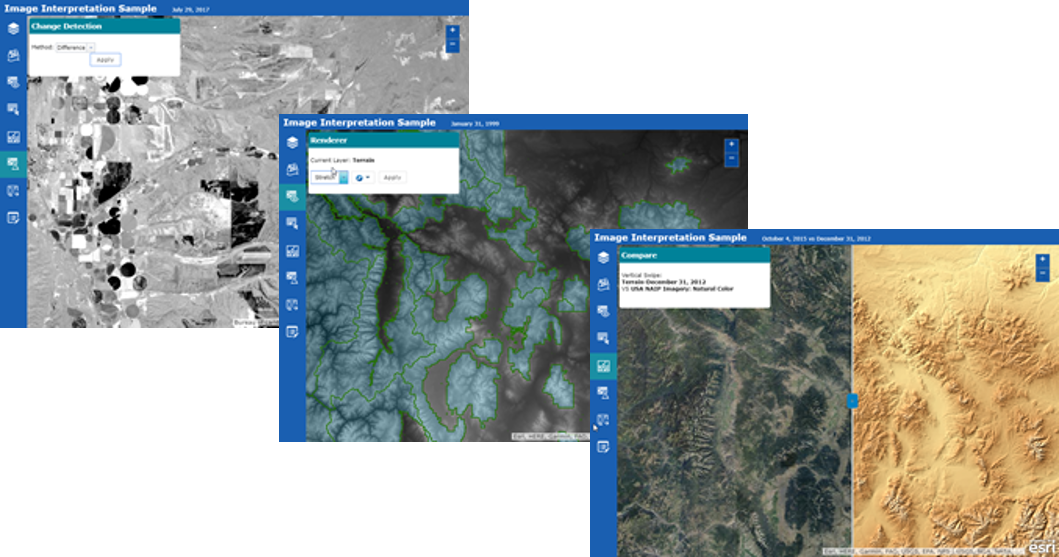 Image Interpretation Sample July 29, 2017
Change Detection
Method: Difference
Apply
+
−
Image Interpretation Sample January 31, 1999
Renderer
Current Layer: Terrain
Stretch
Apply
+
−
Esri, HERE, Garmin, FAO,
Image Interpretation Sample October 4, 2015 vs December 31, 2012
Compare
Vertical Swipe:
Terrain-December 31, 2012
VS USA NAIP Imagery: Natural Color
+
−
Esri, HERE, Garmin, FAO, USGS, EPA, NPS
esri